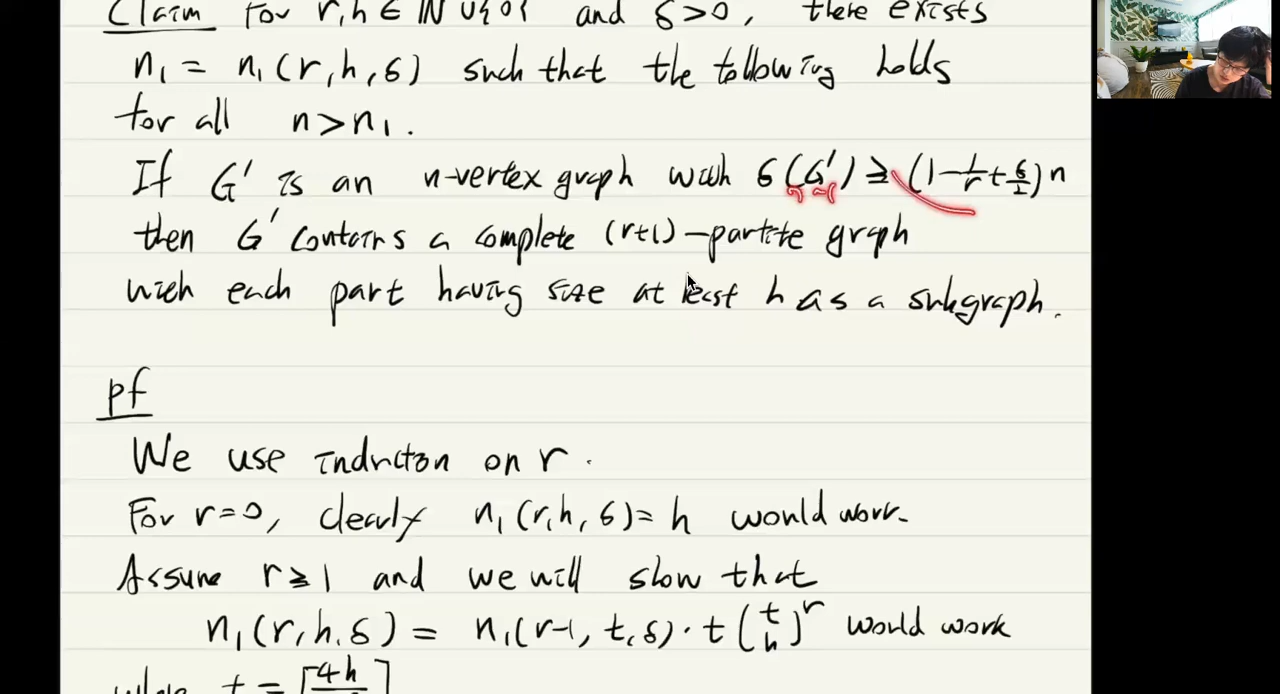 Claim For r,h ∈ ℕ∪{0} and δ>0, there exists
n₁ = n₁(r,h,δ) such that the following holds
for all n>n₁.
If G' is an n-vertex graph with δ(G') ≥ (1-1/r+δ/2)n
then G' contains a complete (r+1)-partite graph
with each part having size at least h as a subgraph.
pf
We use induction on r.
For r=0, clearly n₁(r,h,δ)=h would work.
Assume r≥1 and we will show that
n₁(r,h,δ) = n₁(r-1,t,δ)·t(t h)^r would work
where t = ⌈4h